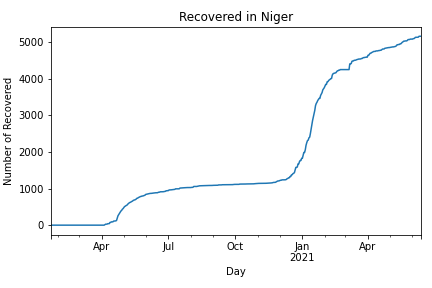 Recovered in Niger
Number of Recovered
5000
4000
3000
2000
1000
0
Apr Jul Oct Jan Apr
2021
Day